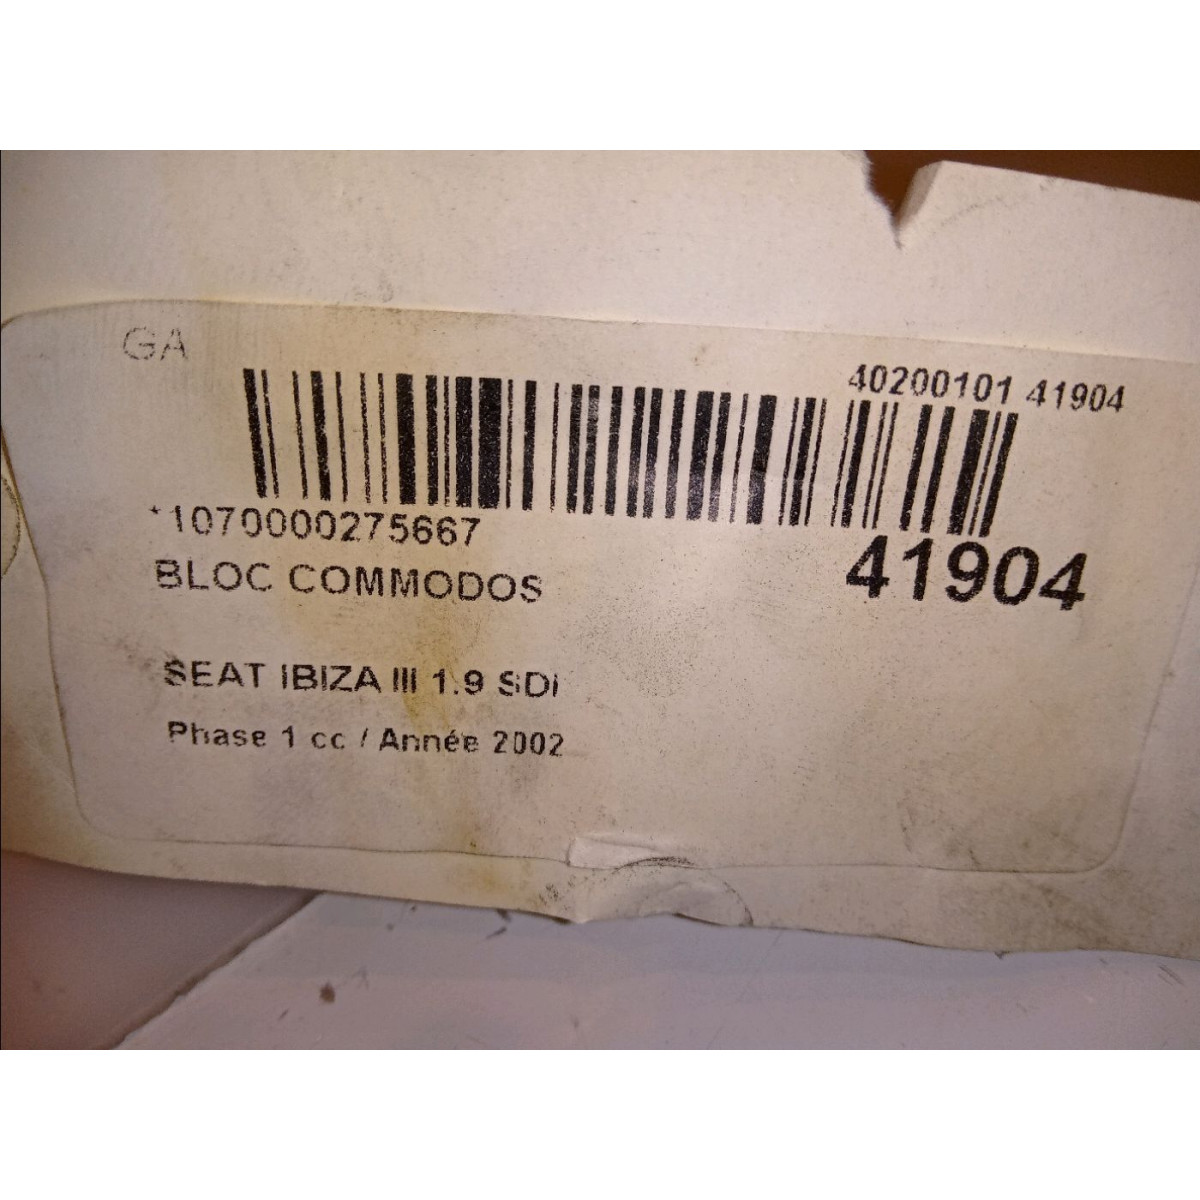 GA
40200101 41904
*1070000275667
41904
BLOC COMMODOS
SEAT IBIZA III 1.9 SDi
Phase 1 cc / Année 2002